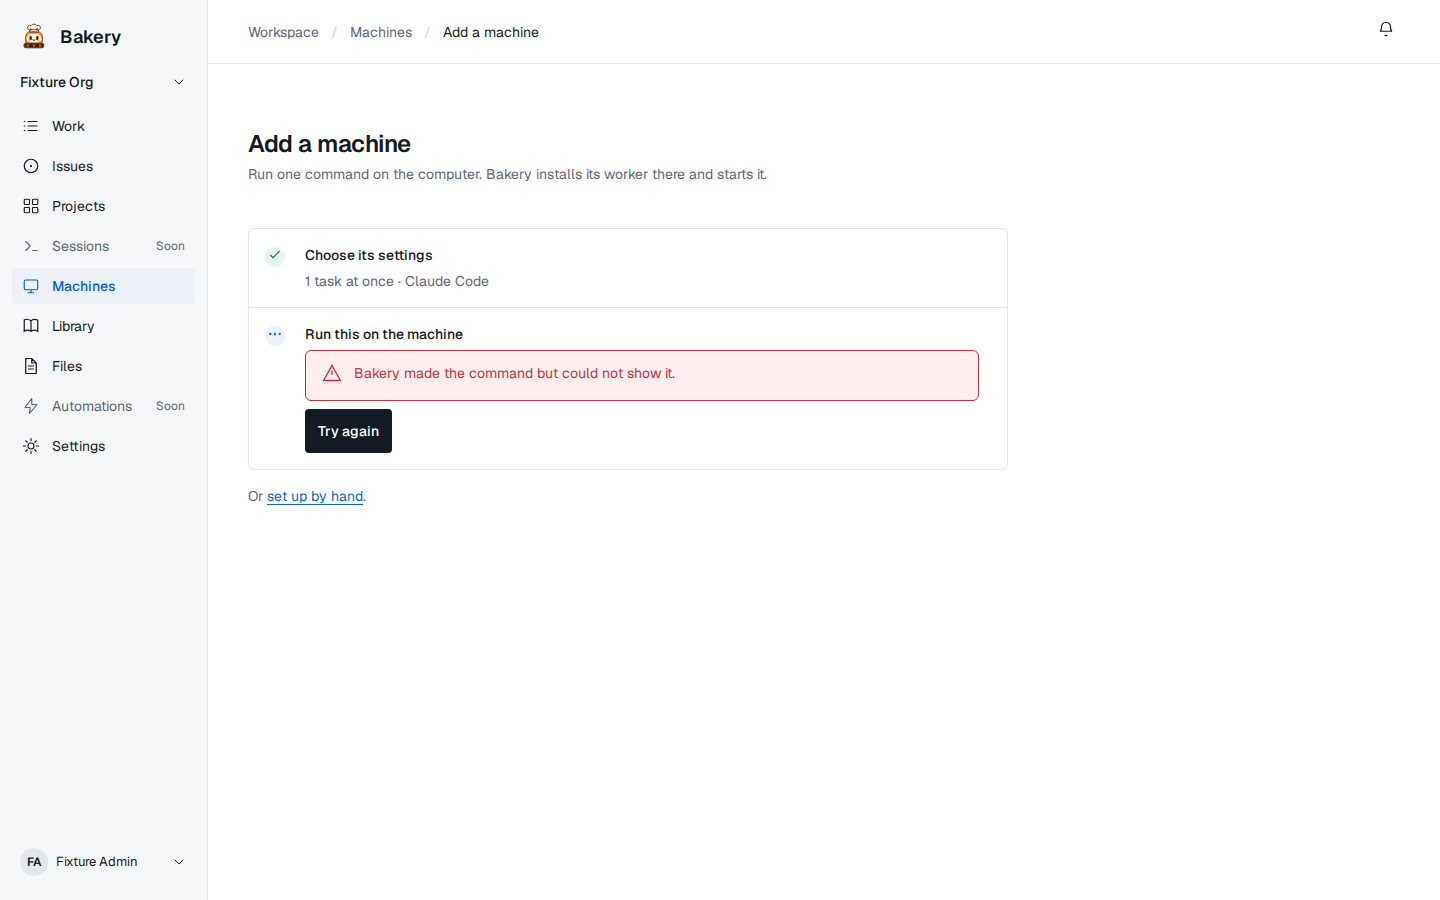 Bakery
Fixture Org
Work
Issues
Projects
Sessions Soon
Machines
Library
Files
Automations Soon
Settings
FA Fixture Admin
Workspace / Machines / Add a machine
Add a machine
Run one command on the computer. Bakery installs its worker there and starts it.
Choose its settings
1 task at once · Claude Code
Run this on the machine
Bakery made the command but could not show it.
Try again
Or set up by hand.